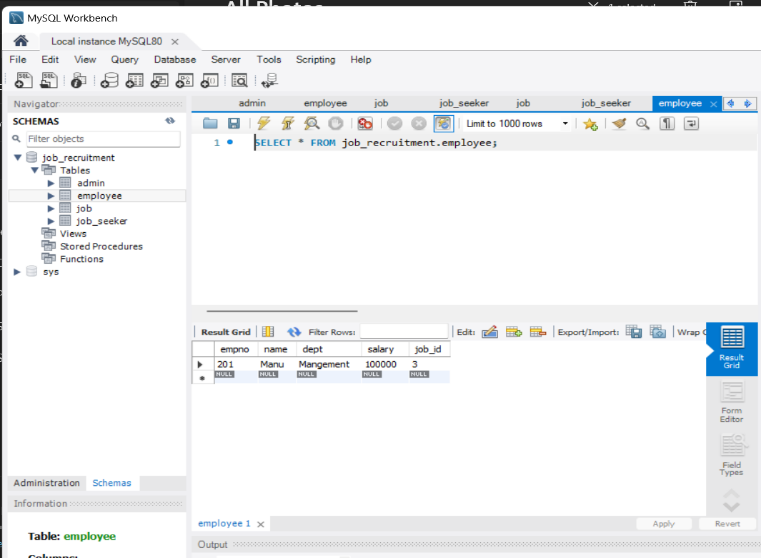 All Photos
MySQL Workbench
Local instance MySQL80
File Edit View Query Database Server Tools Scripting Help
Navigator
SCHEMAS
Filter objects
job_recruitment
Tables
admin
employee
job
job_seeker
Views
Stored Procedures
Functions
sys
Administration Schemas
Information
Table: employee
Columns:
admin employee job job_seeker job job_seeker employee
Limit to 1000 rows
1 SELECT * FROM job_recruitment.employee;
Result Grid Filter Rows: Edit: Export/Import: Wrap
empno name dept salary job_id
201 Manu Mangement 100000 3
NULL NULL NULL NULL NULL
Result
Grid
Form
Editor
Field
Types
employee 1
Apply Revert
Output